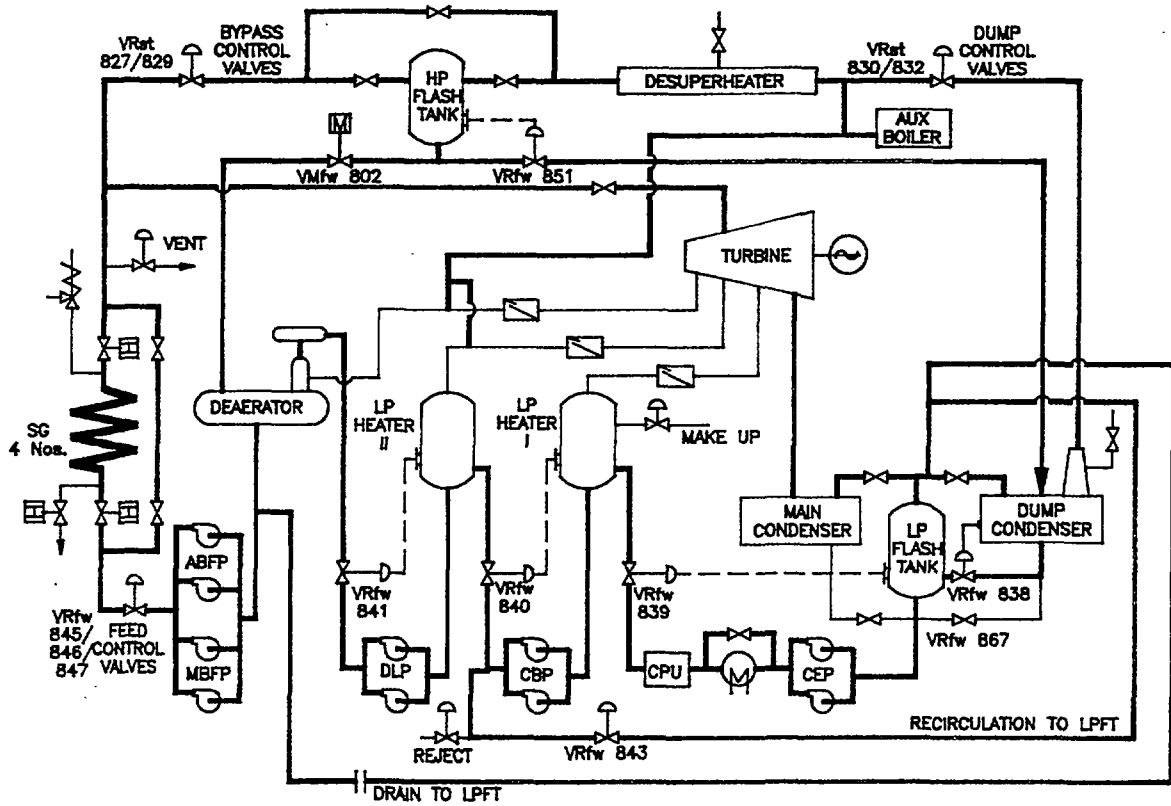 VRst
827/829
BYPASS
CONTROL
VALVES
HP
FLASH
TANK
DESUPERHEATER
VRst
830/832
DUMP
CONTROL
VALVES
AUX
BOILER
M
VMfw 802
VRfw 851
VENT
TURBINE
DEAERATOR
LP
HEATER
II
LP
HEATER
I
MAKE UP
SG
4 Nos.
H
H
H
MAIN
CONDENSER
LP
FLASH
TANK
DUMP
CONDENSER
ABFP
MBFP
VRfw
845/
846/
847/
FEED
CONTROL
VALVES
VRfw
841
VRfw
840
VRfw
839
VRfw 838
VRfw 867
DLP
CBP
CPU
CEP
RECIRCULATION TO LPFT
REJECT
VRfw 843
DRAIN TO LPFT